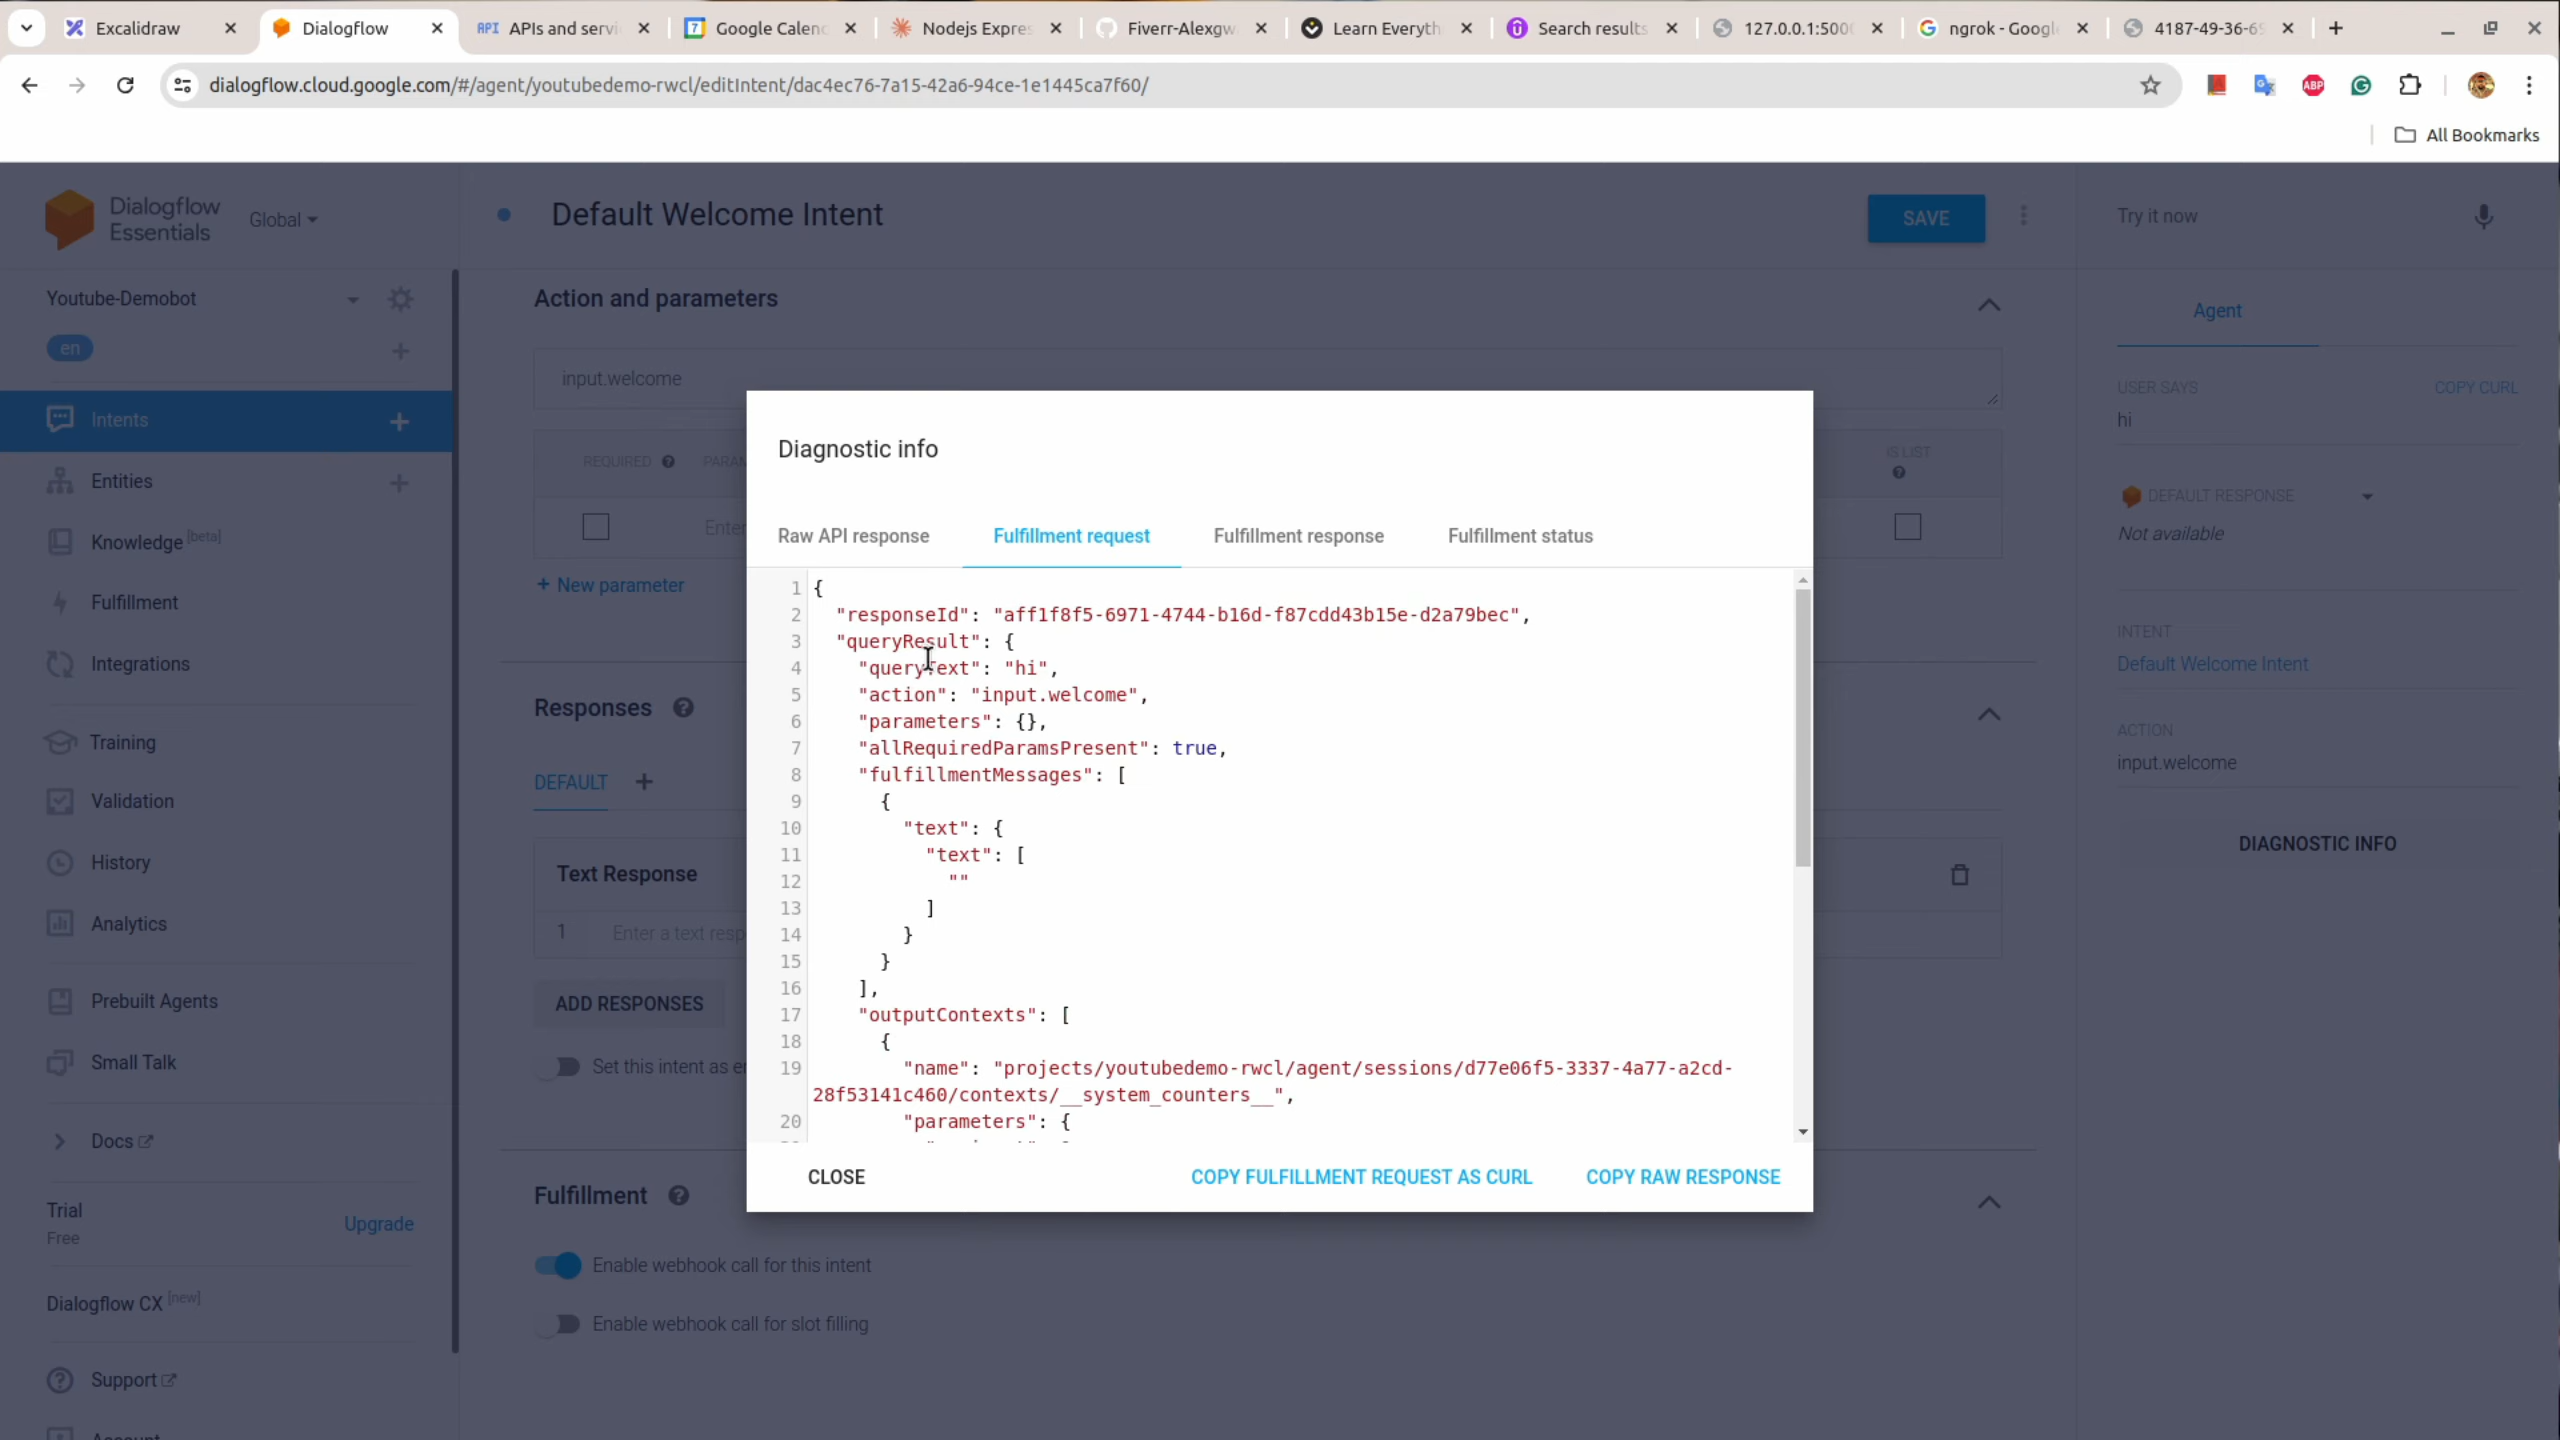 Excalidraw
Dialogflow
APIs and servi
Google Calenc
Nodejs Expres
Fiverr-Alexgw
Learn Everyth
Search results
127.0.0.1:5000
ngrok - Google
4187-49-36-69
dialogflow.cloud.google.com/#/agent/youtubedemo-rwcl/editIntent/dac4ec76-7a15-42a6-94ce-1e1445ca7f60/
ABP
All Bookmarks
Dialogflow
Essentials
Global
Default Welcome Intent
SAVE
Try it now
Youtube-Demobot
en
Intents
Entities
Knowledge [beta]
Fulfillment
Integrations
Training
Validation
History
Analytics
Prebuilt Agents
Small Talk
Docs
Trial
Free
Upgrade
Dialogflow CX [new]
Support
Action and parameters
input.welcome
REQUIRED
PARAM
IS LIST
Enter
+ New parameter
Responses
DEFAULT
Text Response
1 Enter a text resp
ADD RESPONSES
Set this intent as e
Fulfillment
Enable webhook call for this intent
Enable webhook call for slot filling
Diagnostic info
Raw API response
Fulfillment request
Fulfillment response
Fulfillment status
1 {
2 "responseId": "aff1f8f5-6971-4744-b16d-f87cdd43b15e-d2a79bec",
3 "queryResult": {
4 "queryText": "hi",
5 "action": "input.welcome",
6 "parameters": {},
7 "allRequiredParamsPresent": true,
8 "fulfillmentMessages": [
9 {
10 "text": {
11 "text": [
12 ""
13 ]
14 }
15 }
16 ],
17 "outputContexts": [
18 {
19 "name": "projects/youtubedemo-rwcl/agent/sessions/d77e06f5-3337-4a77-a2cd-
28f53141c460/contexts/__system_counters__",
20 "parameters": {
CLOSE
COPY FULFILLMENT REQUEST AS CURL
COPY RAW RESPONSE
Agent
USER SAYS
COPY CURL
hi
DEFAULT RESPONSE
Not available
INTENT
Default Welcome Intent
ACTION
input.welcome
DIAGNOSTIC INFO